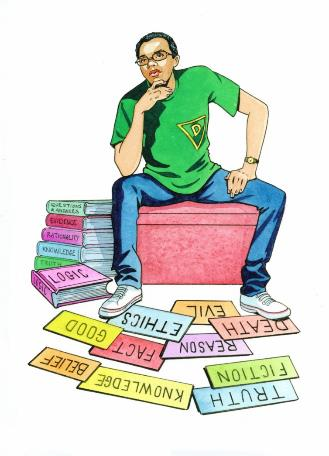 D
QUESTIONS
& ANSWERS
EVIDENCE
RATIONALITY
KNOWLEDGE
TRUTH
LOGIC
EVIL
ETHICS
DEATH
GOOD
REASON
FACT
BELIEF
FICTION
KNOWLEDGE
TRUTH